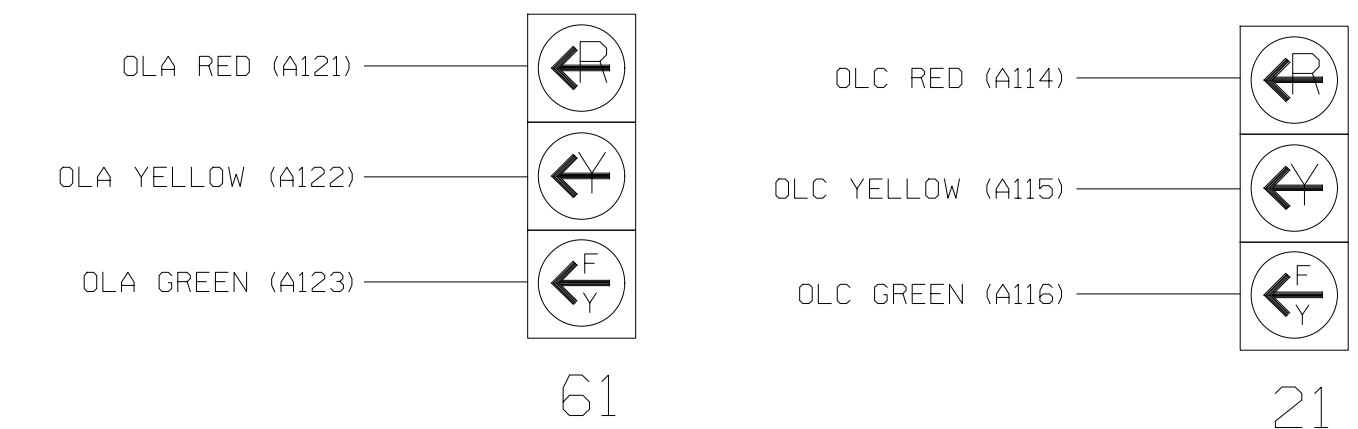 OLA RED (A121)
R
OLA YELLOW (A122)
Y
OLA GREEN (A123)
F
Y
61
OLC RED (A114)
R
OLC YELLOW (A115)
Y
OLC GREEN (A116)
F
Y
21